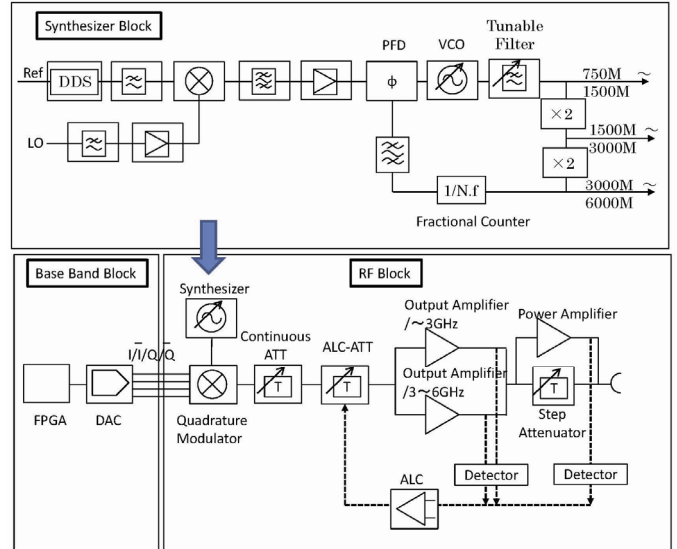 Synthesizer Block
Ref
DDS
PFD
ϕ
VCO
Tunable
Filter
750M ~
1500M
×2
1500M ~
3000M
×2
3000M ~
6000M
LO
1/N.f
Fractional Counter
Base Band Block
I/I̅/Q/Q̅
FPGA
DAC
RF Block
Synthesizer
Quadrature
Modulator
Continuous
ATT
T
ALC-ATT
T
Output Amplifier
/~3GHz
Output Amplifier
/3~6GHz
Power Amplifier
T
Step
Attenuator
Detector
Detector
ALC